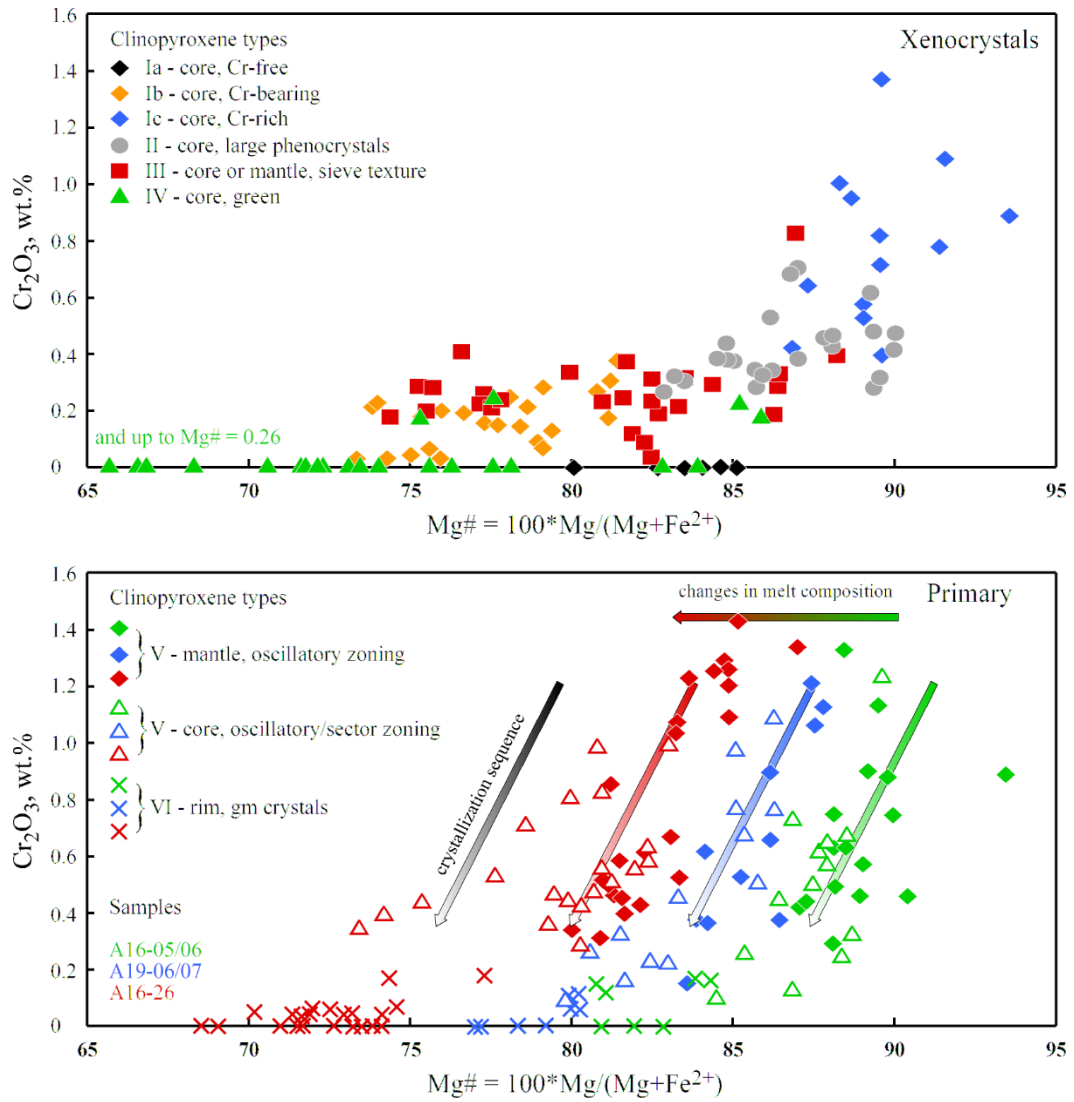 1.6
Clinopyroxene types
Xenocrystals
1.4
Ia - core, Cr-free
Ib - core, Cr-bearing
1.2
Ic - core, Cr-rich
II - core, large phenocrystals
1.0
III - core or mantle, sieve texture
IV - core, green
0.8
0.6
0.4
0.2
and up to Mg# = 0.26
0
Cr₂O₃, wt.%
65 70 75 80 85 90 95
Mg# = 100*Mg/(Mg+Fe²⁺)
1.6
Clinopyroxene types
changes in melt composition
Primary
1.4
V - mantle, oscillatory zoning
1.2
V - core, oscillatory/sector zoning
1.0
0.8
VI - rim, gm crystals
crystallization sequence
0.6
0.4
Samples
A16-05/06
A19-06/07
A16-26
0.2
0
Cr₂O₃, wt.%
65 70 75 80 85 90 95
Mg# = 100*Mg/(Mg+Fe²⁺)